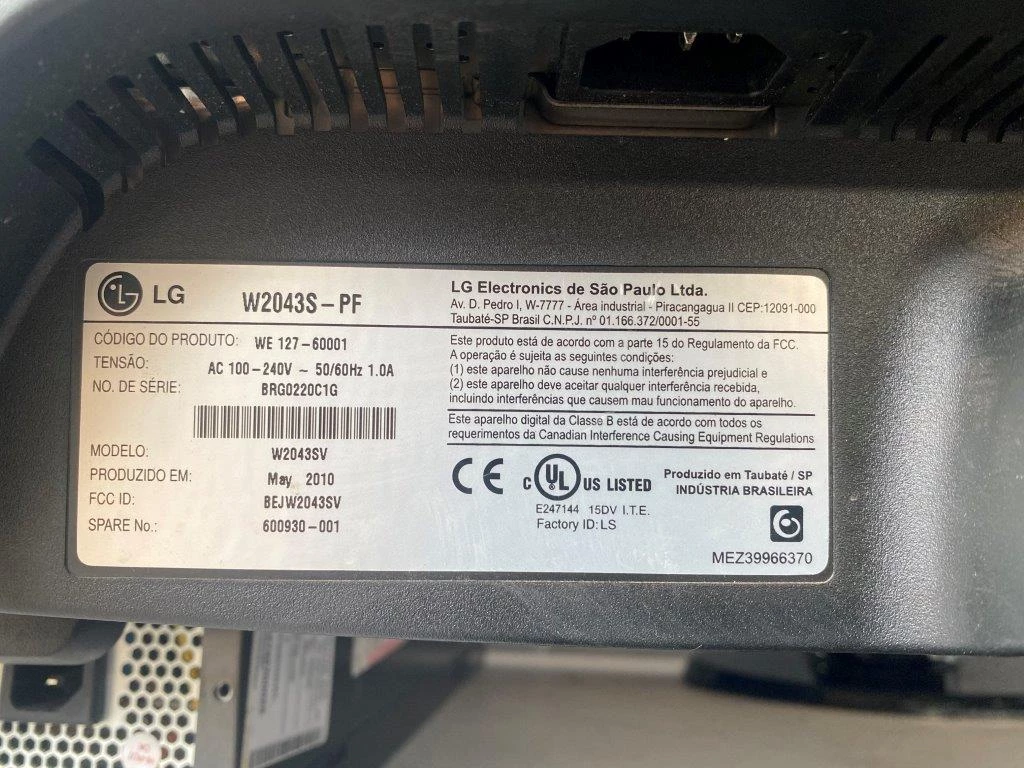 LG
W2043S-PF
LG Electronics de São Paulo Ltda.
Av. D. Pedro I, W-7777 - Área industrial - Piracangagua II CEP:12091-000
Taubaté-SP Brasil C.N.P.J. nº 01.166.372/0001-55
CÓDIGO DO PRODUTO: WE 127-60001
TENSÃO: AC 100-240V ~ 50/60Hz 1.0A
NO. DE SÉRIE: BRG0220C1G
MODELO: W2043SV
PRODUZIDO EM: May 2010
FCC ID: BEJW2043SV
SPARE No.: 600930-001
Este produto está de acordo com a parte 15 do Regulamento da FCC.
A operação é sujeita as seguintes condições:
(1) este aparelho não cause nenhuma interferência prejudicial e
(2) este aparelho deve aceitar qualquer interferência recebida,
incluindo interferências que causem mau funcionamento do aparelho.
Este aparelho digital da Classe B está de acordo com todos os
requerimentos da Canadian Interference Causing Equipment Regulations
CE c UL US LISTED
E247144 15DV I.T.E.
Factory ID:LS
Produzido em Taubaté / SP
INDÚSTRIA BRASILEIRA
MEZ39966370